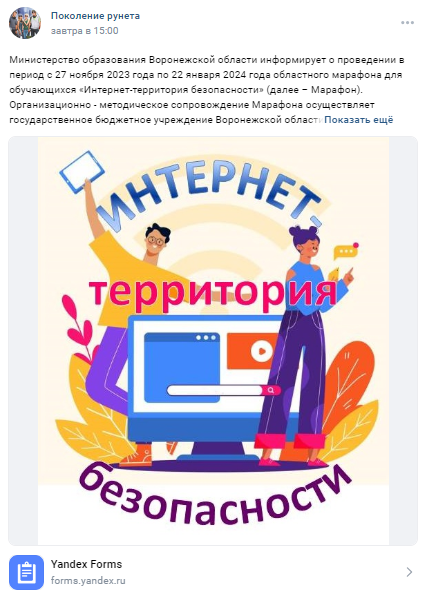 Поколение рунета
завтра в 15:00
Министерство образования Воронежской области информирует о проведении в
период с 27 ноября 2023 года по 22 января 2024 года областного марафона для
обучающихся «Интернет-территория безопасности» (далее – Марафон).
Организационно - методическое сопровождение Марафона осуществляет
государственное бюджетное учреждение Воронежской област Показать ещё
ИНТЕРНЕТ-
территория
безопасности
Yandex Forms
forms.yandex.ru